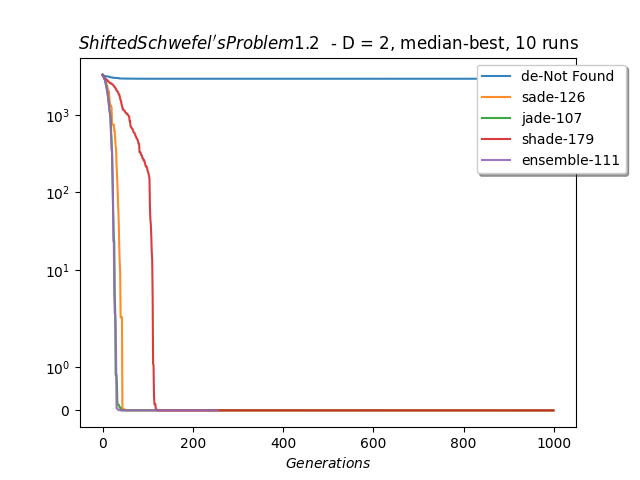 ShiftedSchwefel'sProblem1.2 - D = 2, median-best, 10 runs
de-Not Found
sade-126
jade-107
shade-179
ensemble-111
10³
10²
10¹
10⁰
0
0 200 400 600 800 1000
Generations